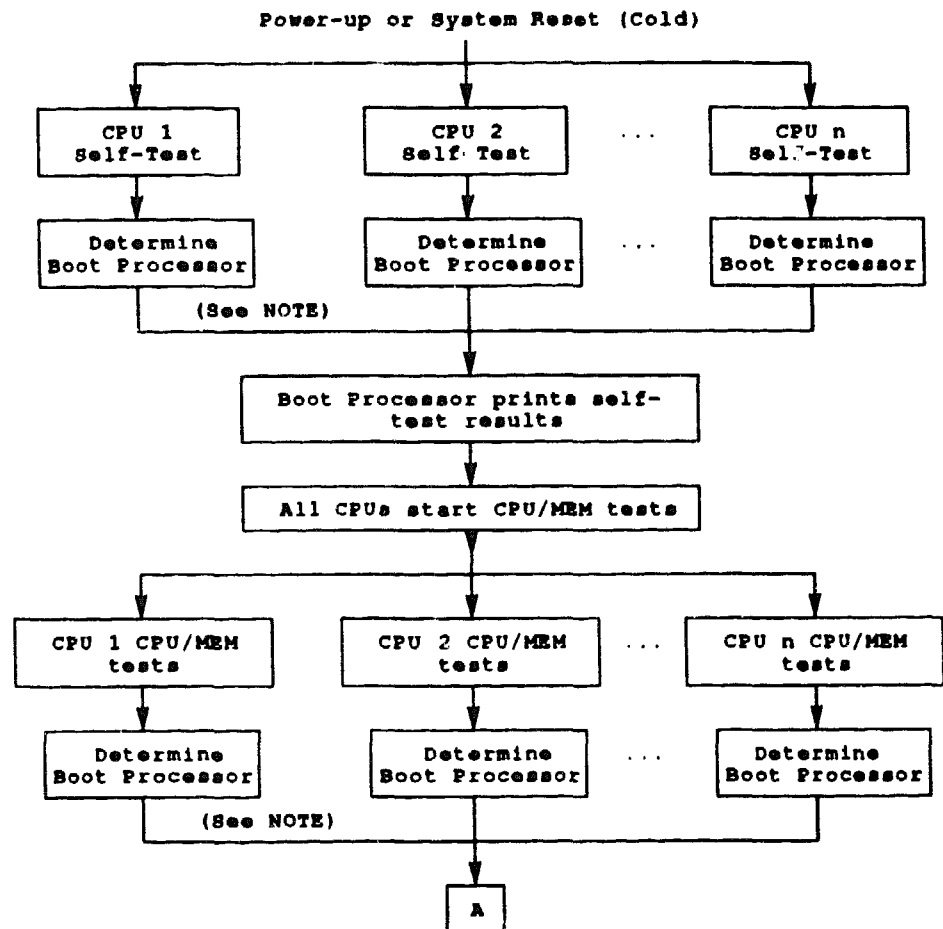 Power-up or System Reset (Cold)
CPU 1
Self-Test
CPU 2
Self-Test
...
CPU n
Self-Test
Determine
Boot Processor
Determine
Boot Processor
...
Determine
Boot Processor
(See NOTE)
Boot Processor prints self-
test results
All CPUs start CPU/MEM tests
CPU 1 CPU/MEM
tests
CPU 2 CPU/MEM
tests
...
CPU n CPU/MEM
tests
Determine
Boot Processor
Determine
Boot Processor
...
Determine
Boot Processor
(See NOTE)
A